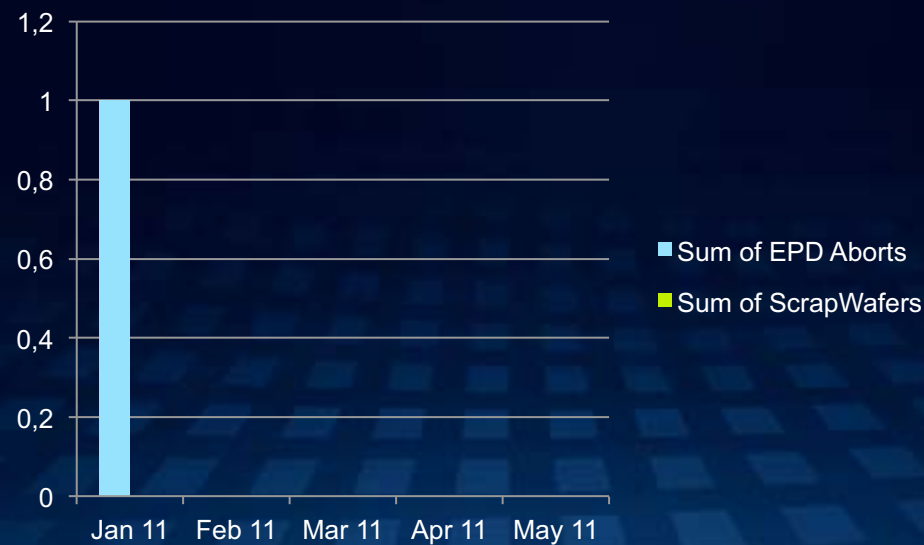 1,2
1
0,8
0,6
0,4
0,2
0
Jan 11 Feb 11 Mar 11 Apr 11 May 11
Sum of EPD Aborts
Sum of ScrapWafers